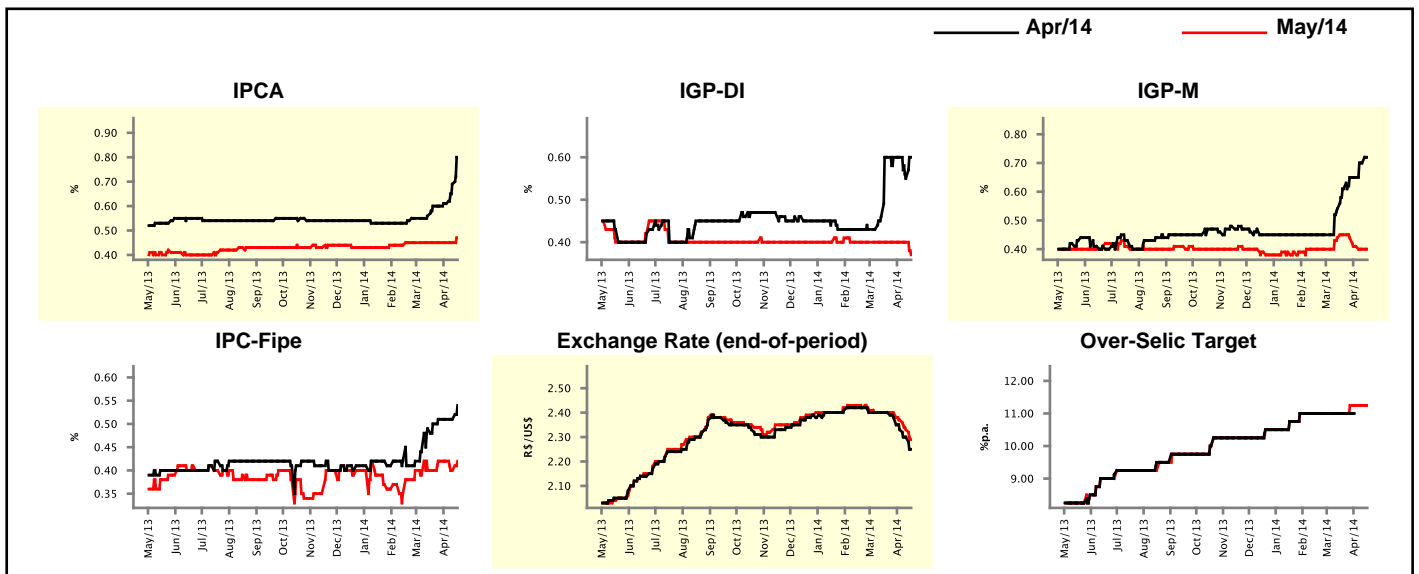 Apr/14 May/14
IPCA
0.90
0.80
0.70
0.60
0.50
0.40
%
May/13 Jun/13 Jul/13 Aug/13 Sep/13 Oct/13 Nov/13 Dec/13 Jan/14 Feb/14 Mar/14 Apr/14
IGP-DI
0.60
0.50
0.40
%
May/13 Jun/13 Jul/13 Aug/13 Sep/13 Oct/13 Nov/13 Dec/13 Jan/14 Feb/14 Mar/14 Apr/14
IGP-M
0.80
0.70
0.60
0.50
0.40
%
May/13 Jun/13 Jul/13 Aug/13 Sep/13 Oct/13 Nov/13 Dec/13 Jan/14 Feb/14 Mar/14 Apr/14
IPC-Fipe
0.60
0.55
0.50
0.45
0.40
0.35
%
May/13 Jun/13 Jul/13 Aug/13 Sep/13 Oct/13 Nov/13 Dec/13 Jan/14 Feb/14 Mar/14 Apr/14
Exchange Rate (end-of-period)
2.50
2.40
2.30
2.20
2.10
R$/US$
May/13 Jun/13 Jul/13 Aug/13 Sep/13 Oct/13 Nov/13 Dec/13 Jan/14 Feb/14 Mar/14 Apr/14
Over-Selic Target
12.00
11.00
10.00
9.00
%p.a.
May/13 Jun/13 Jul/13 Aug/13 Sep/13 Oct/13 Nov/13 Dec/13 Jan/14 Feb/14 Mar/14 Apr/14